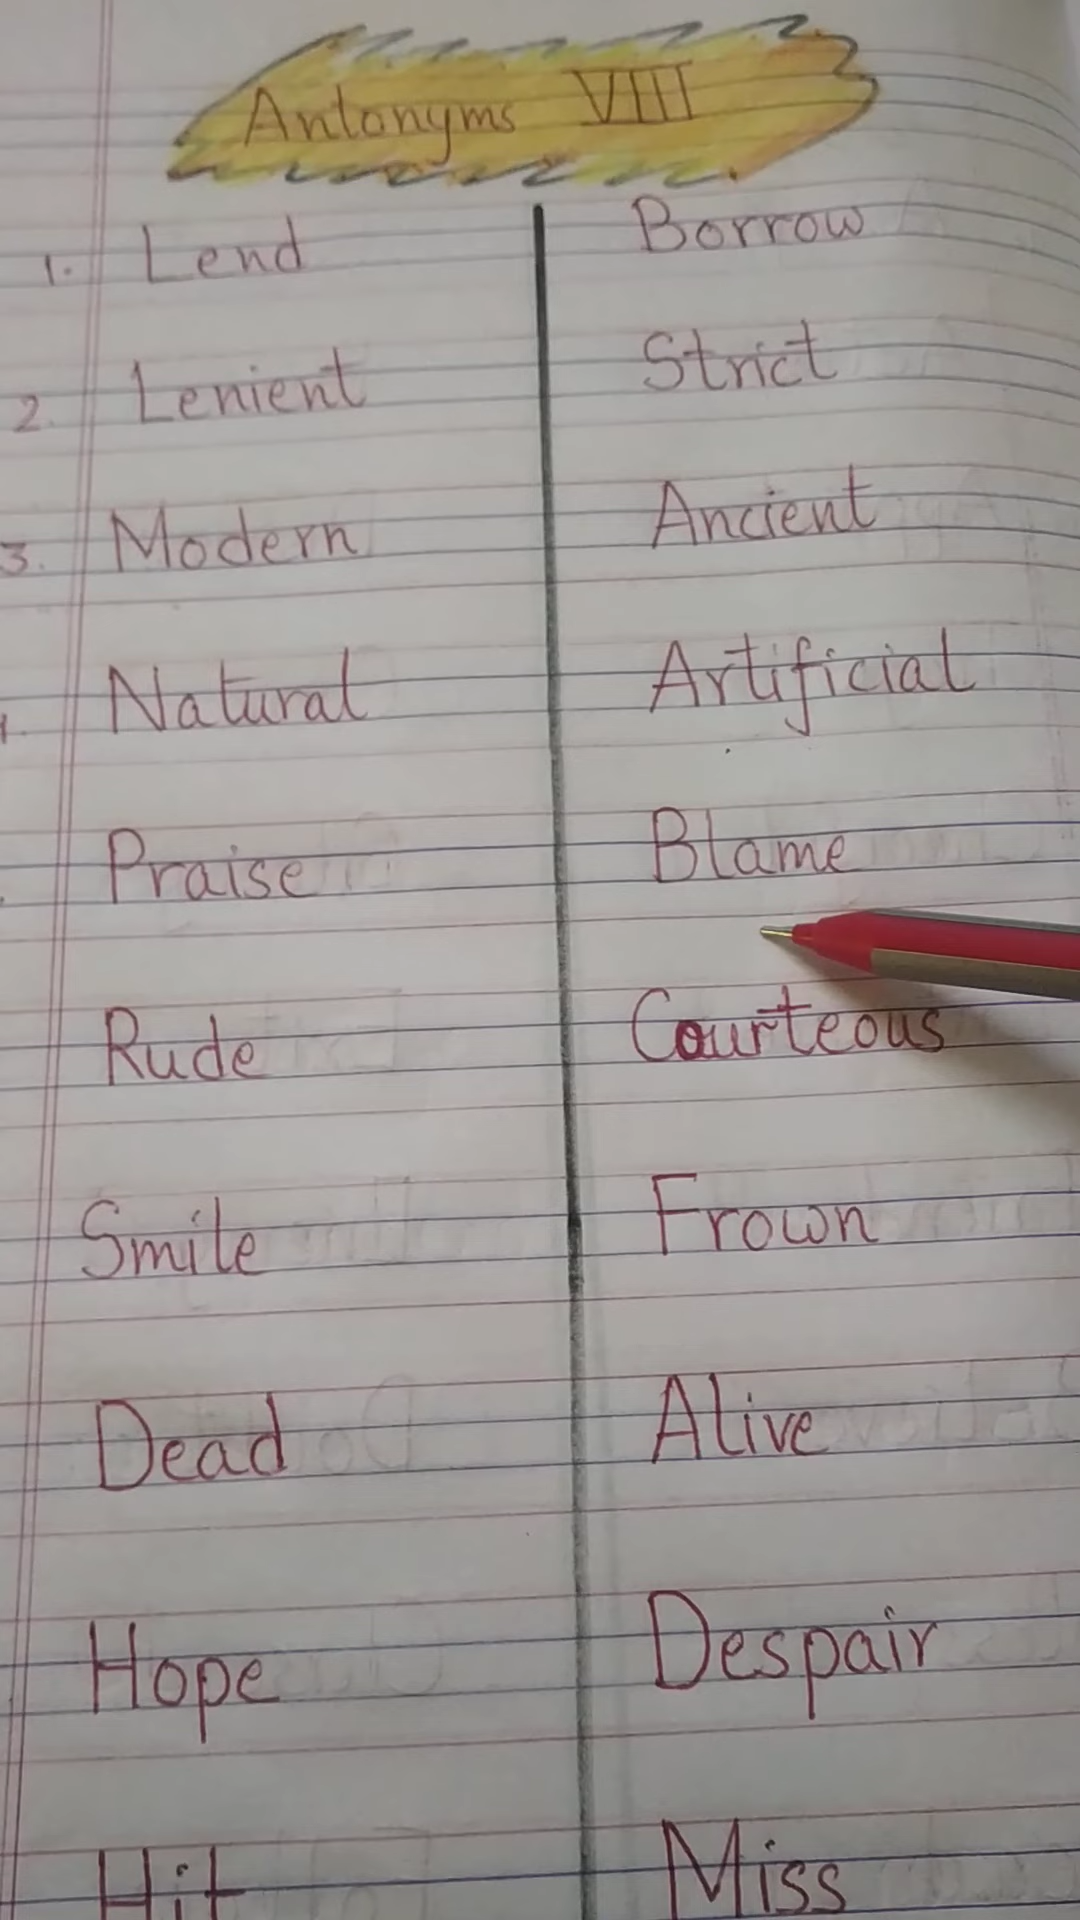 Antonyms VIII
1. Lend Borrow
2. Lenient Strict
3. Modern Ancient
Natural Artificial
Praise Blame
Rude Courteous
Smile Frown
Dead Alive
Hope Despair
Hit Miss